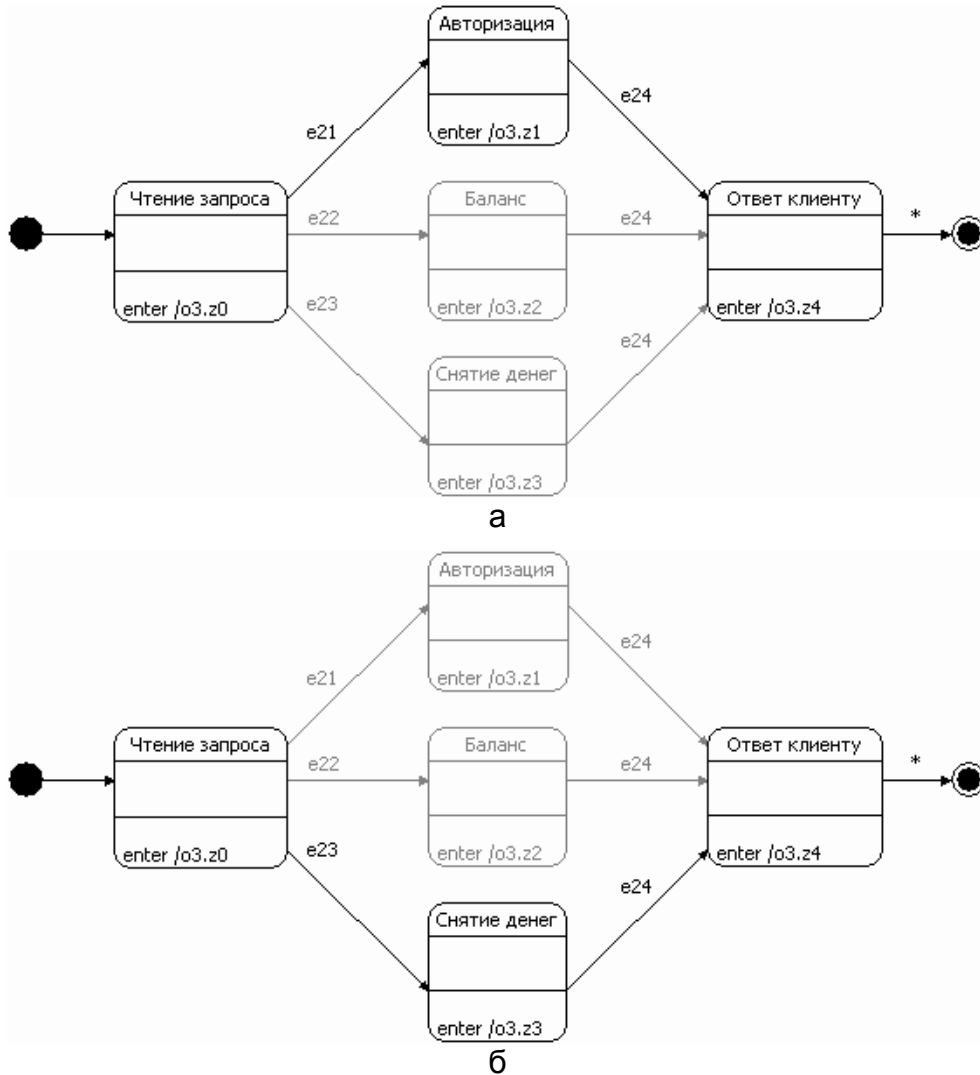 Авторизация
enter /o3.z1
e21
e24
Чтение запроса
enter /o3.z0
e22
Баланс
enter /o3.z2
e24
Ответ клиенту
enter /o3.z4
*
e23
Снятие денег
enter /o3.z3
e24
а
Авторизация
enter /o3.z1
e21
e24
Чтение запроса
enter /o3.z0
e22
Баланс
enter /o3.z2
e24
Ответ клиенту
enter /o3.z4
*
e23
Снятие денег
enter /o3.z3
e24
б